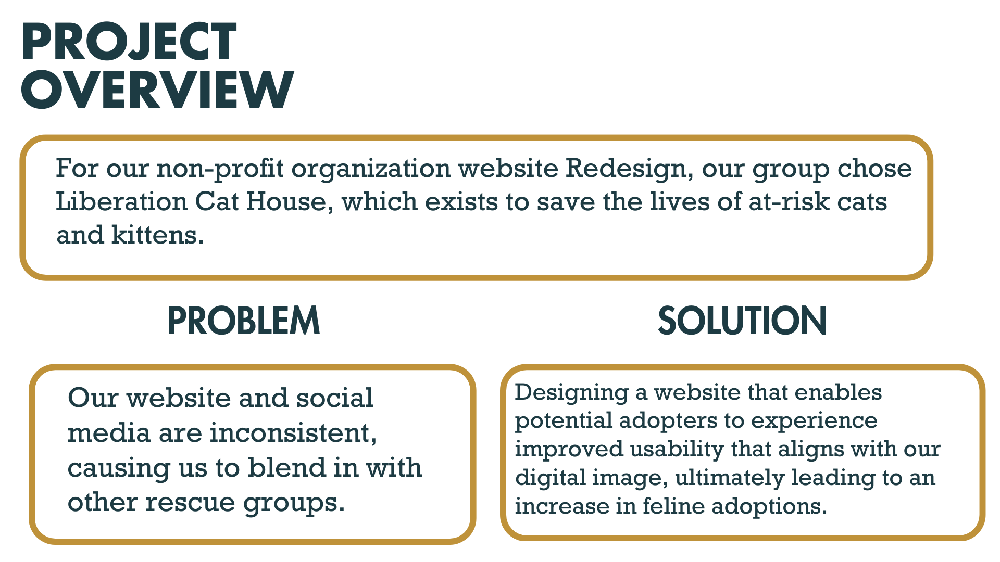 PROJECT
OVERVIEW
For our non-profit organization website Redesign, our group chose
Liberation Cat House, which exists to save the lives of at-risk cats
and kittens.
PROBLEM
Our website and social
media are inconsistent,
causing us to blend in with
other rescue groups.
SOLUTION
Designing a website that enables
potential adopters to experience
improved usability that aligns with our
digital image, ultimately leading to an
increase in feline adoptions.